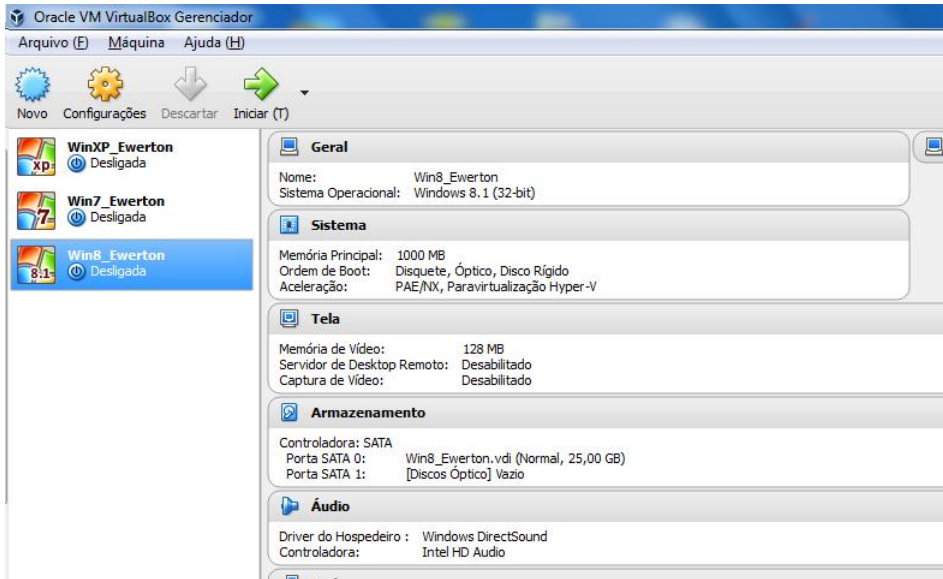 Oracle VM VirtualBox Gerenciador
Arquivo (F) Máquina Ajuda (H)
Novo Configurações Descartar Iniciar (T)
WinXP_Ewerton
Desligada
Win7_Ewerton
Desligada
Win8_Ewerton
Desligada
Geral
Nome: Win8_Ewerton
Sistema Operacional: Windows 8.1 (32-bit)
Sistema
Memória Principal: 1000 MB
Ordem de Boot: Disquete, Óptico, Disco Rígido
Aceleração: PAE/NX, Paravirtualização Hyper-V
Tela
Memória de Vídeo: 128 MB
Servidor de Desktop Remoto: Desabilitado
Captura de Vídeo: Desabilitado
Armazenamento
Controladora: SATA
Porta SATA 0: Win8_Ewerton.vdi (Normal, 25,00 GB)
Porta SATA 1: [Discos Óptico] Vazio
Áudio
Driver do Hospedeiro : Windows DirectSound
Controladora: Intel HD Audio